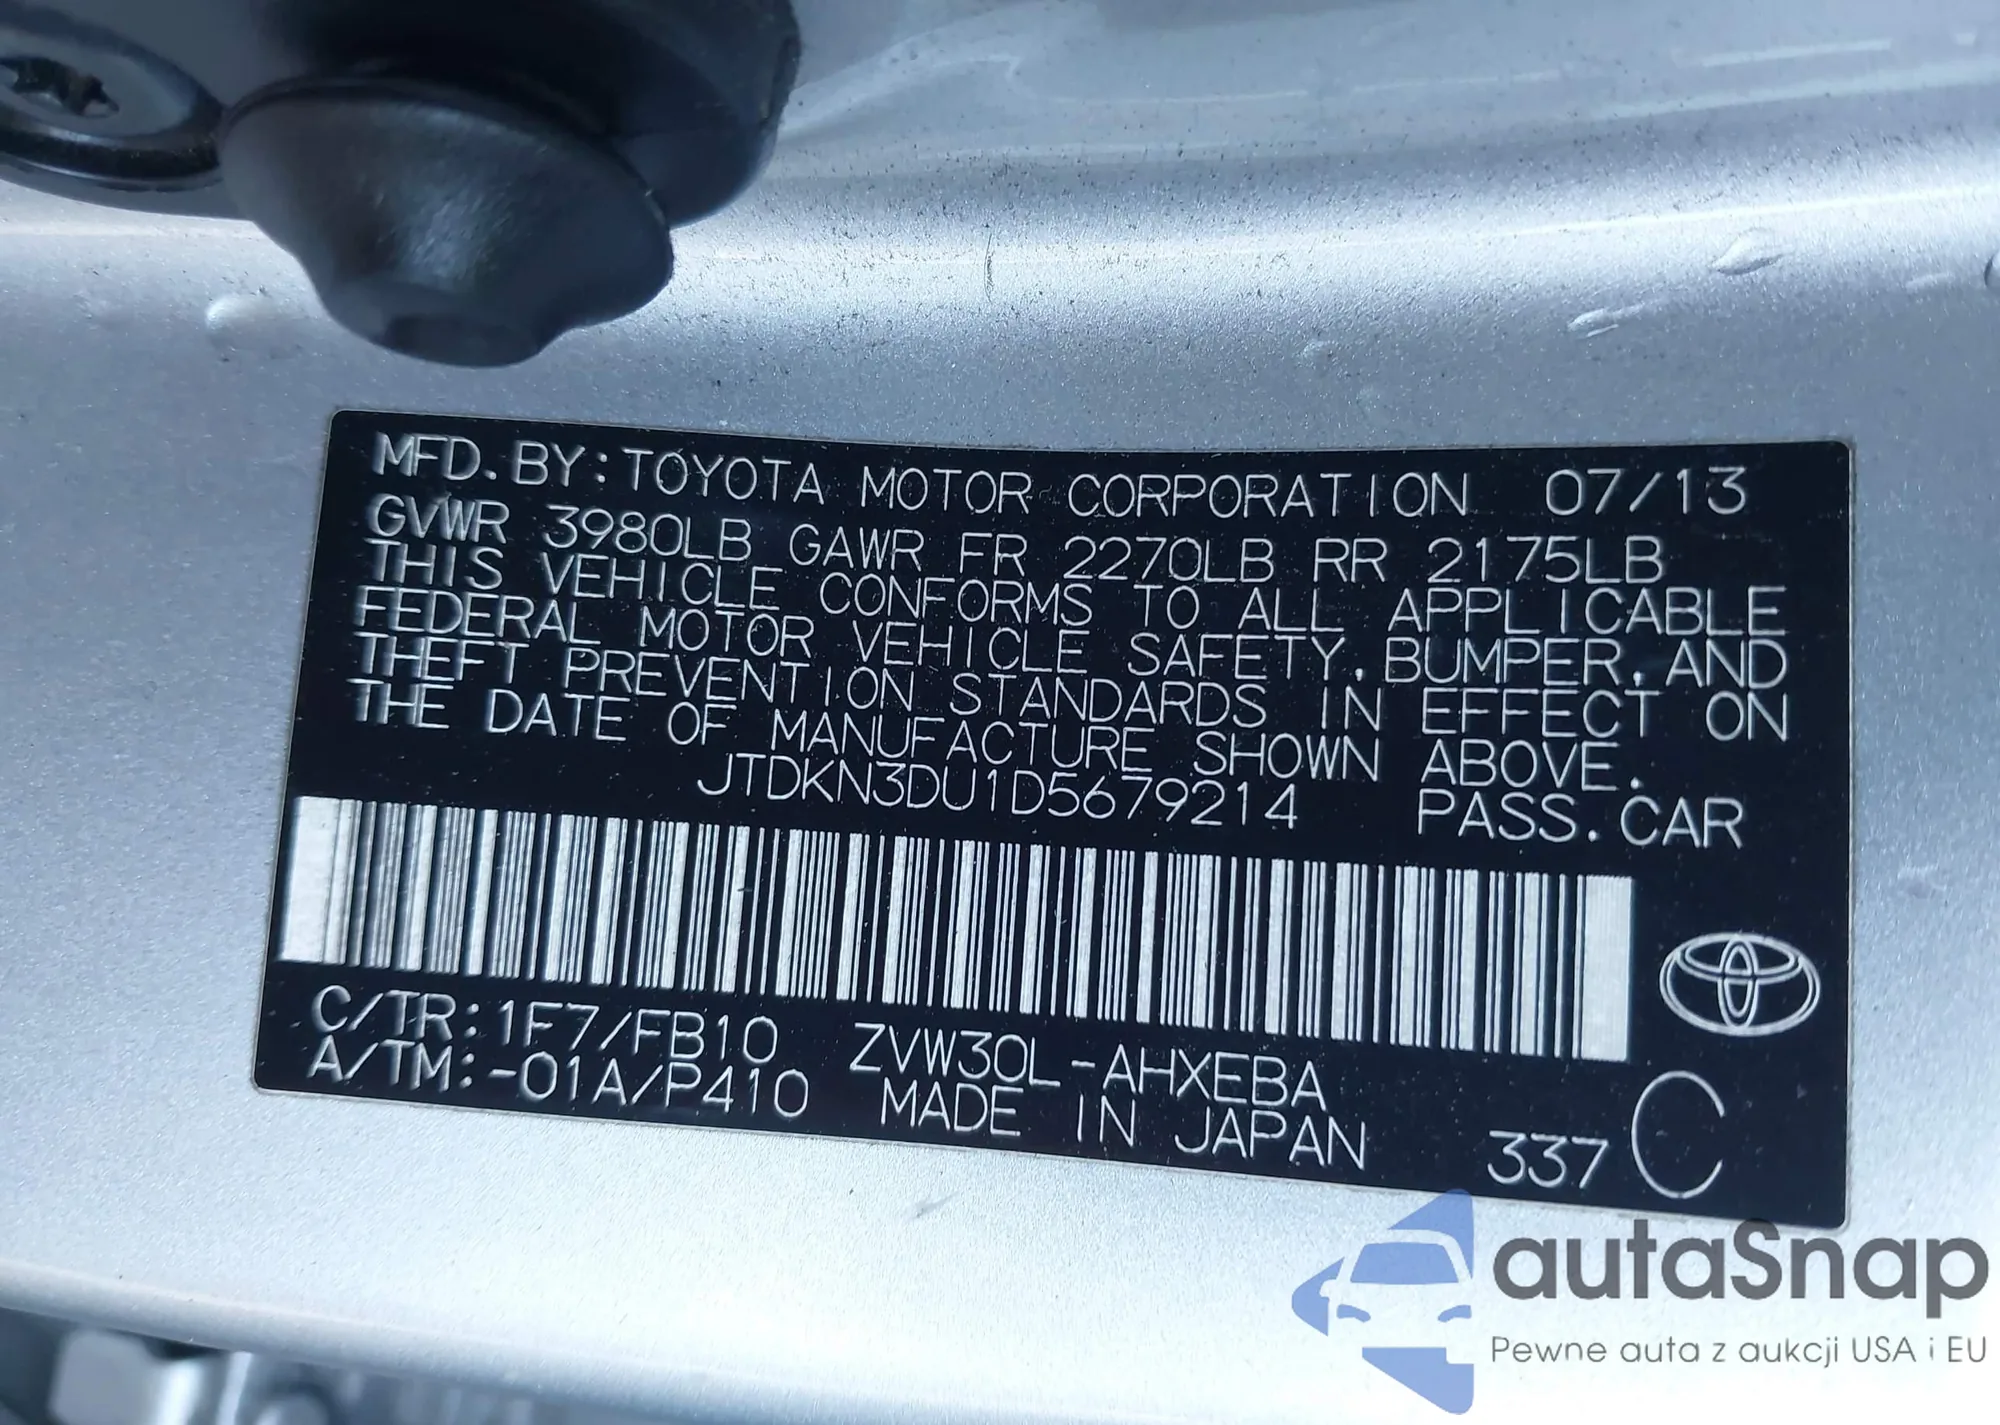 MFD. BY: TOYOTA MOTOR CORPORATION 07/13
GVWR 3980LB GAWR FR 2270LB RR 2175LB
THIS VEHICLE CONFORMS TO ALL APPLICABLE
FEDERAL MOTOR VEHICLE SAFETY, BUMPER, AND
THEFT PREVENTION STANDARDS IN EFFECT ON
THE DATE OF MANUFACTURE SHOWN ABOVE.
JTDKN3DU1D5679214 PASS. CAR
C/TR: 1F7/FB10 ZVW30L-AHXEBA
A/TM: -01A/P410 MADE IN JAPAN 337 C
autaSnap
Pewne auta z aukcji USA i EU